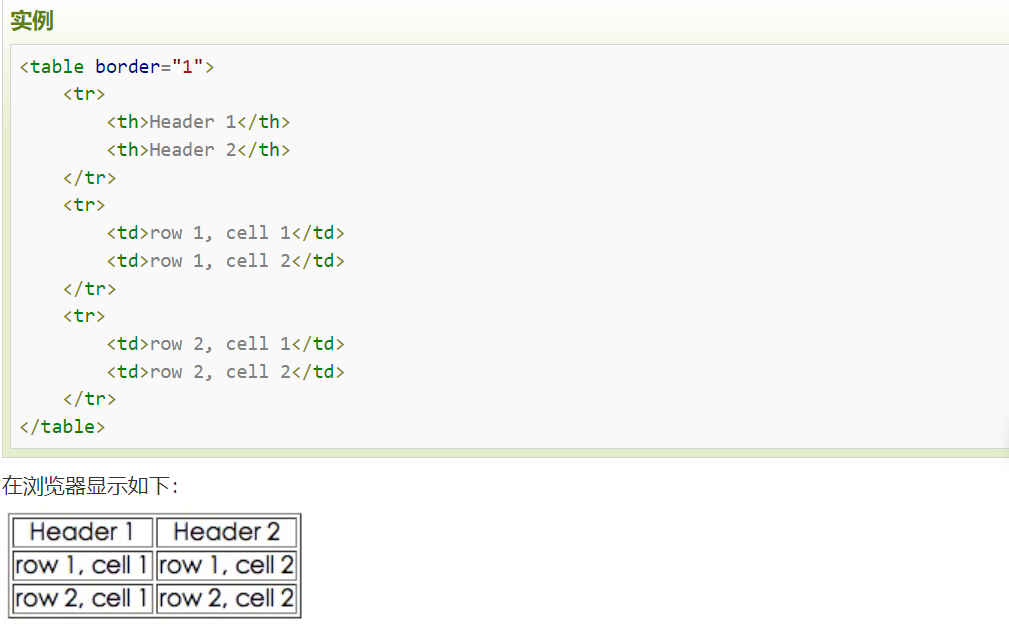 实例
<table border="1">
    <tr>
        <th>Header 1</th>
        <th>Header 2</th>
    </tr>
    <tr>
        <td>row 1, cell 1</td>
        <td>row 1, cell 2</td>
    </tr>
    <tr>
        <td>row 2, cell 1</td>
        <td>row 2, cell 2</td>
    </tr>
</table>
在浏览器显示如下：
Header 1 Header 2
row 1, cell 1 row 1, cell 2
row 2, cell 1 row 2, cell 2